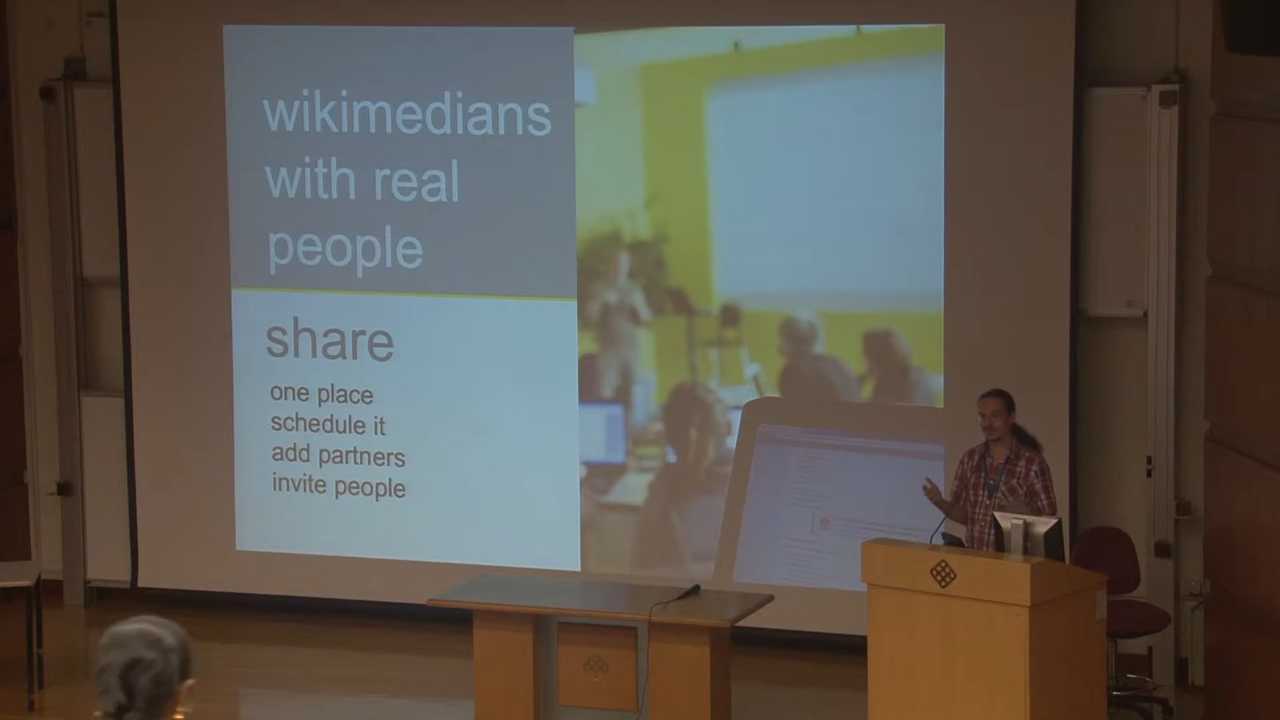 wikimedians
with real
people
share
one place
schedule it
add partners
invite people